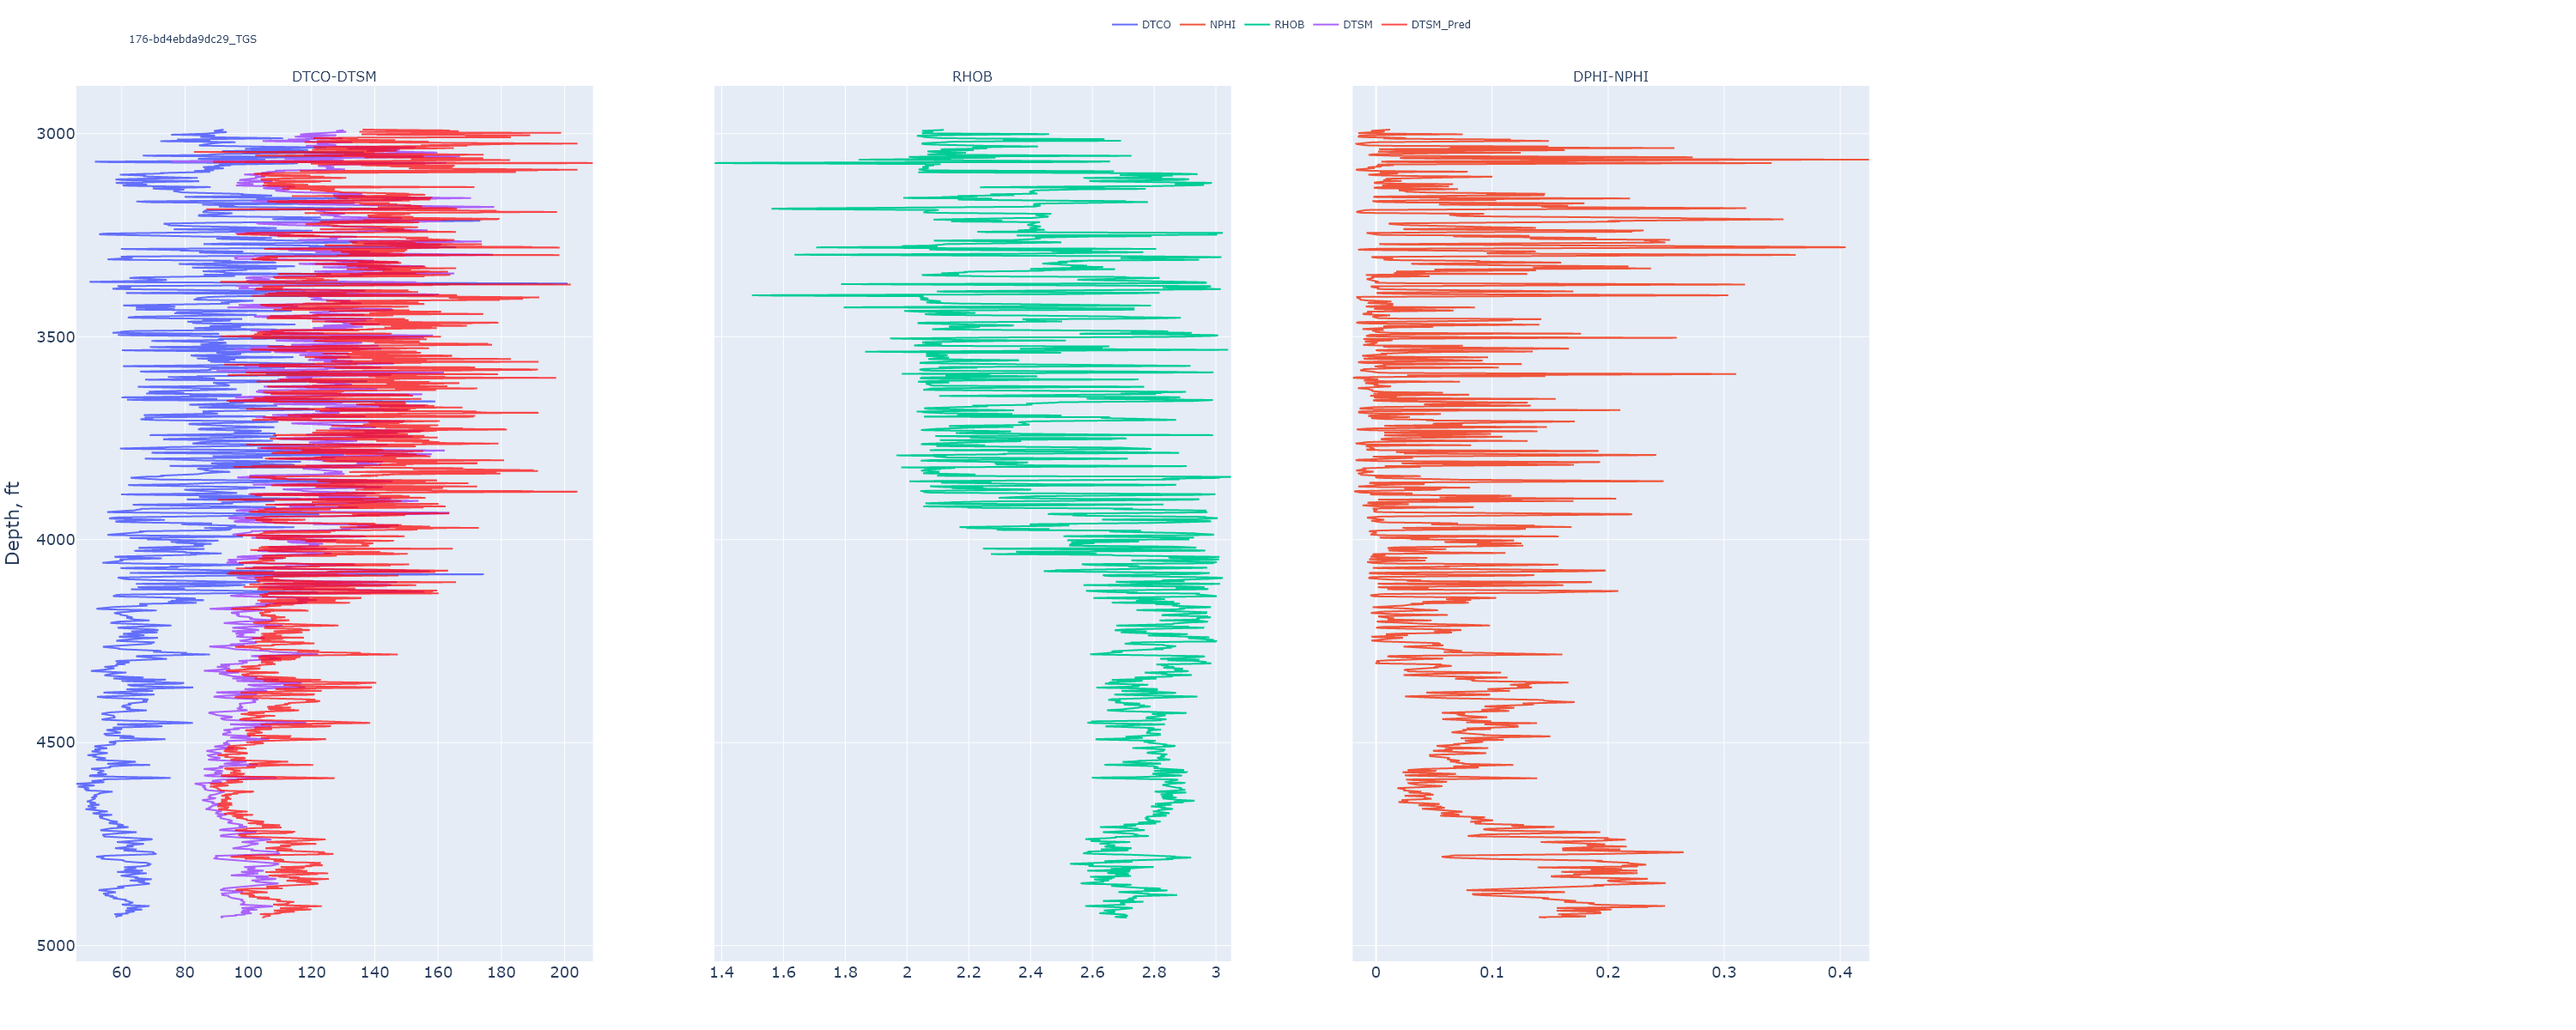 DTCO NPHI RHOB DTSM DTSM_Pred
176-bd4ebda9dc29_TGS
DTCO-DTSM RHOB DPHI-NPHI
Depth, ft
3000
3500
4000
4500
5000
60 80 100 120 140 160 180 200
1.4 1.6 1.8 2 2.2 2.4 2.6 2.8 3
0 0.1 0.2 0.3 0.4